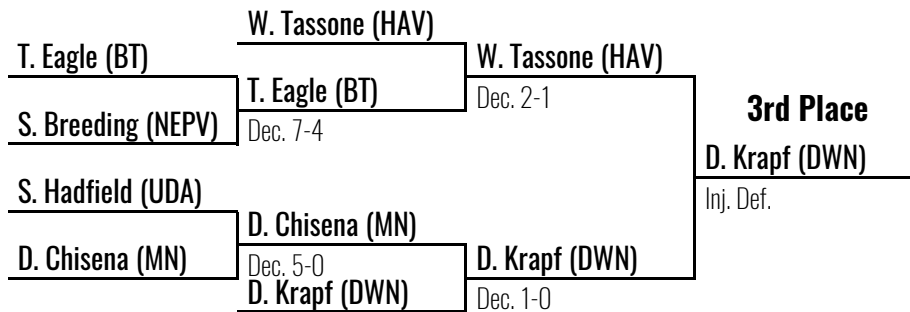 W. Tassone (HAV)
T. Eagle (BT)
W. Tassone (HAV)
T. Eagle (BT)
Dec. 2-1
3rd Place
S. Breeding (NEPV)
Dec. 7-4
D. Krapf (DWN)
S. Hadfield (UDA)
Inj. Def.
D. Chisena (MN)
D. Chisena (MN)
Dec. 5-0
D. Krapf (DWN)
D. Krapf (DWN)
Dec. 1-0